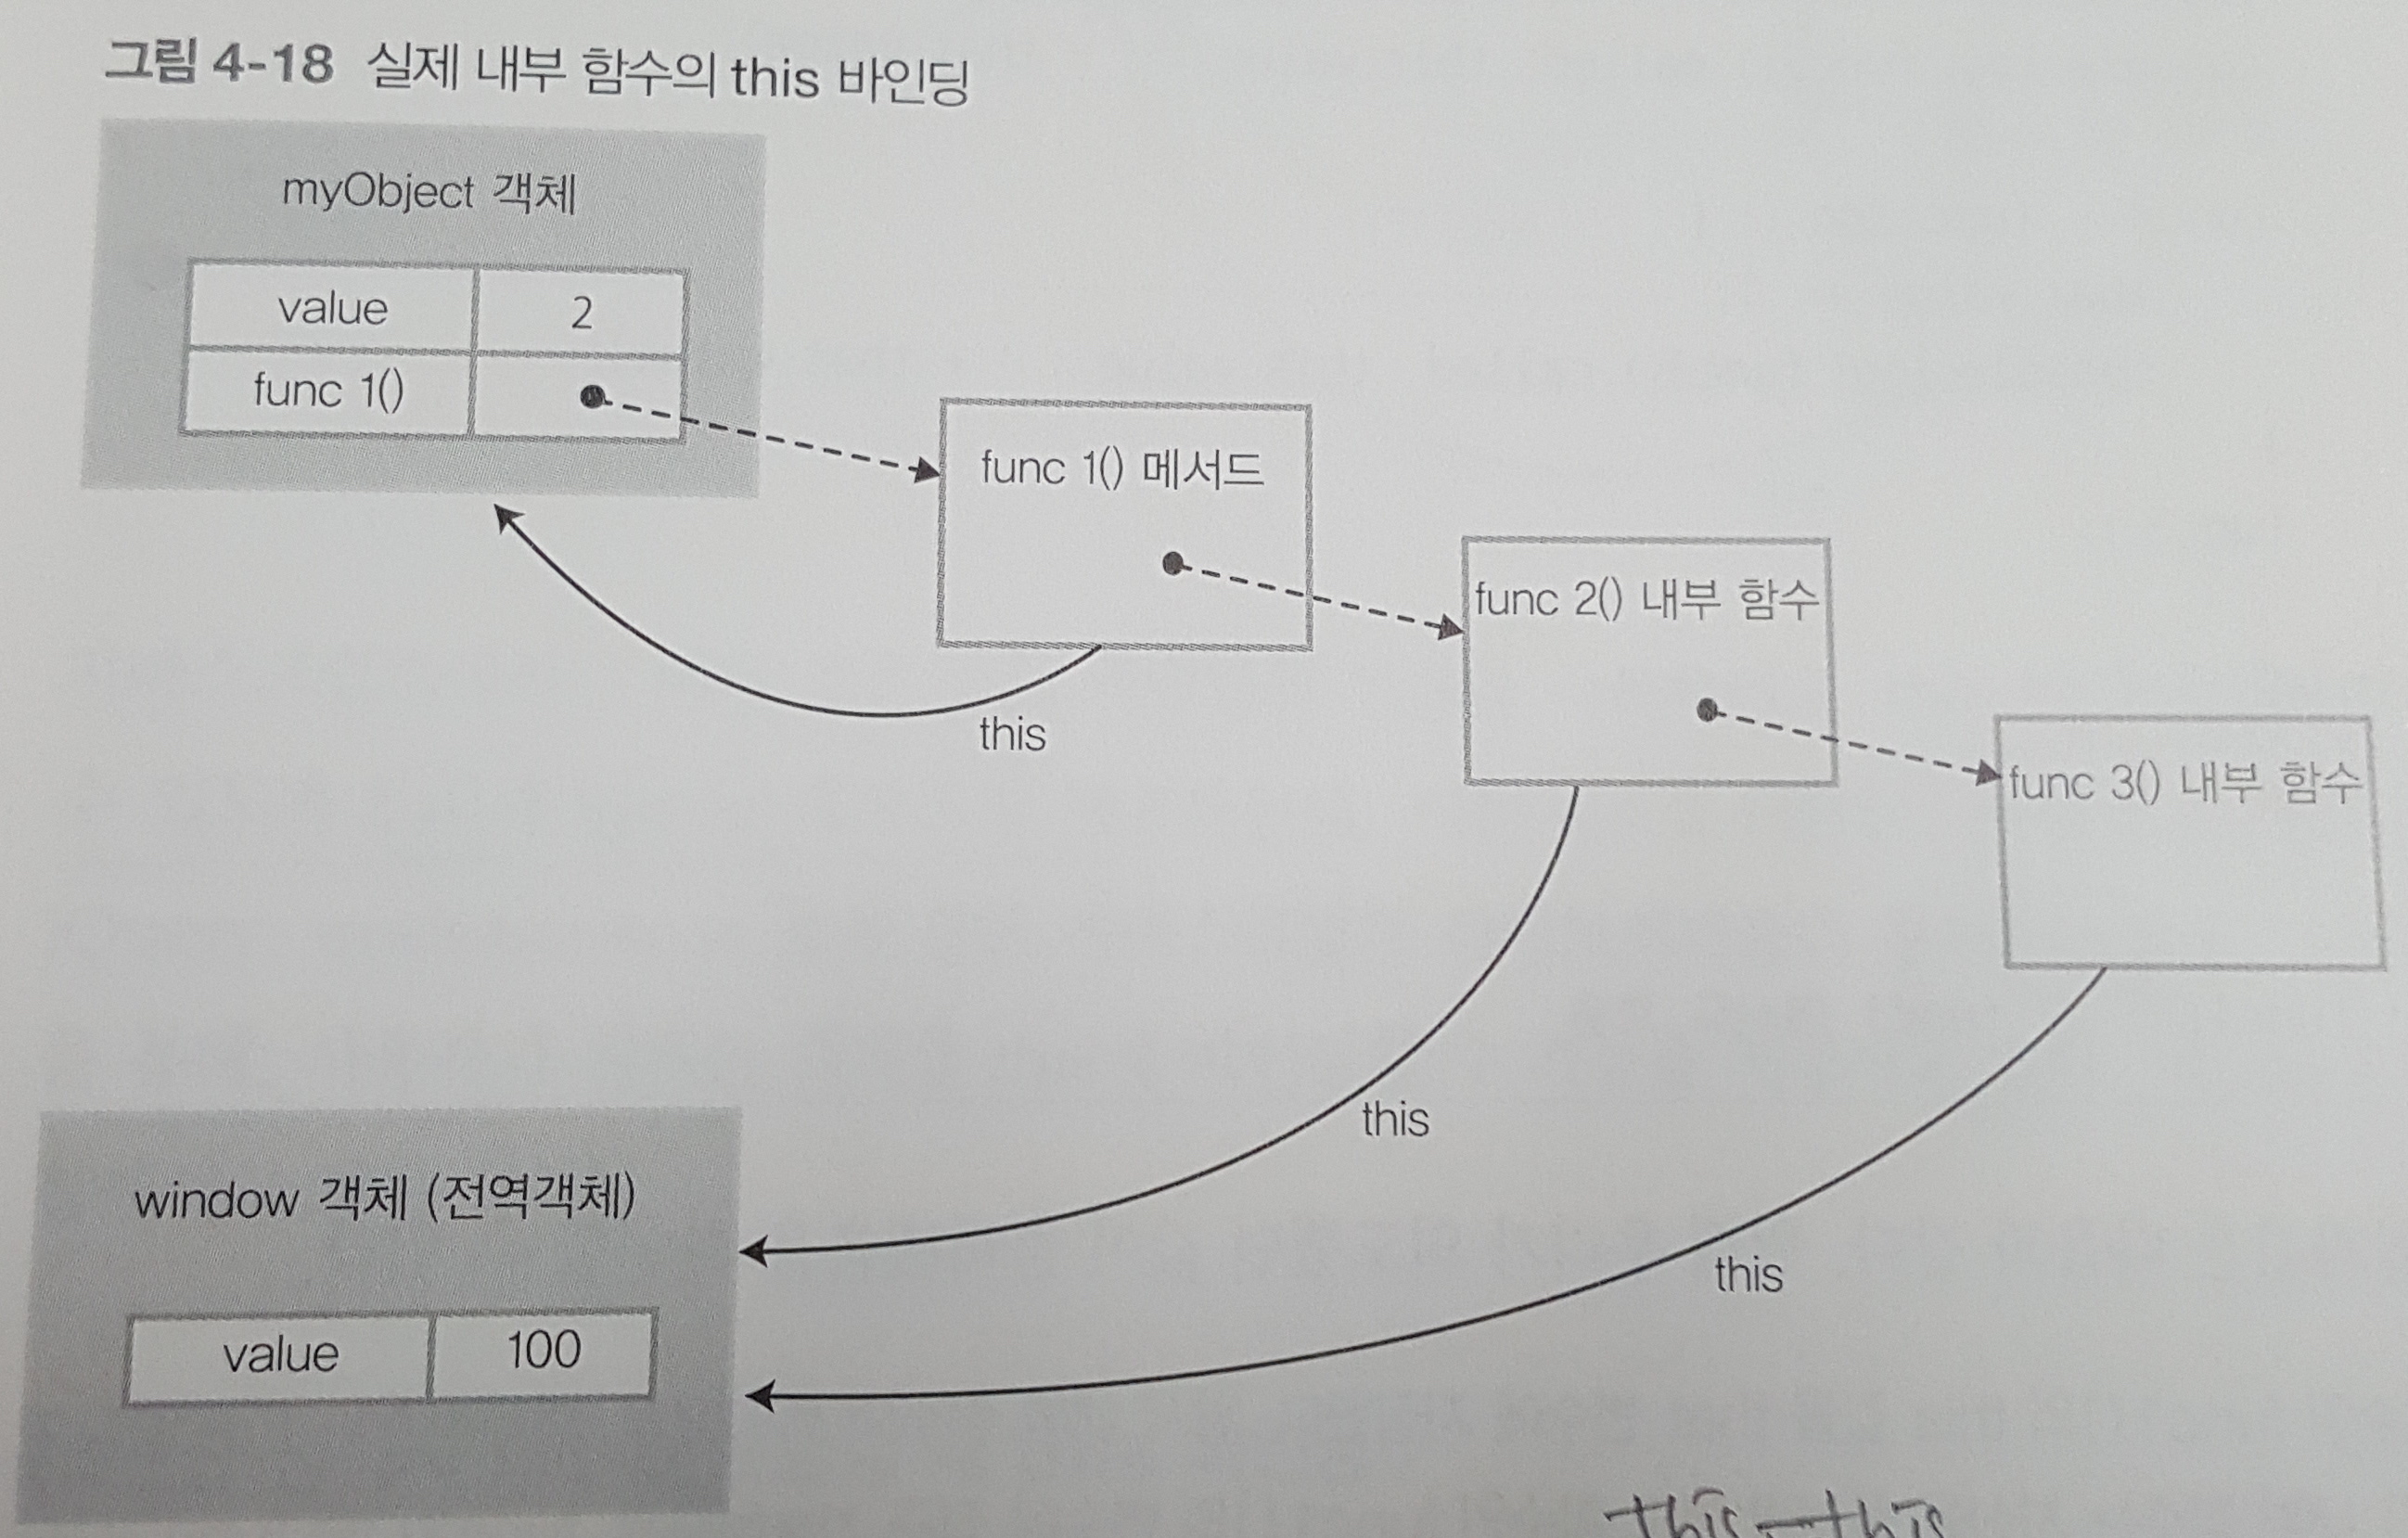 그림 4-18 실제 내부 함수의 this 바인딩
myObject 객체
value 2
func 1()
func 1() 메서드
func 2() 내부 함수
func 3() 내부 함수
this
this
this
window 객체 (전역객체)
value 100
this this